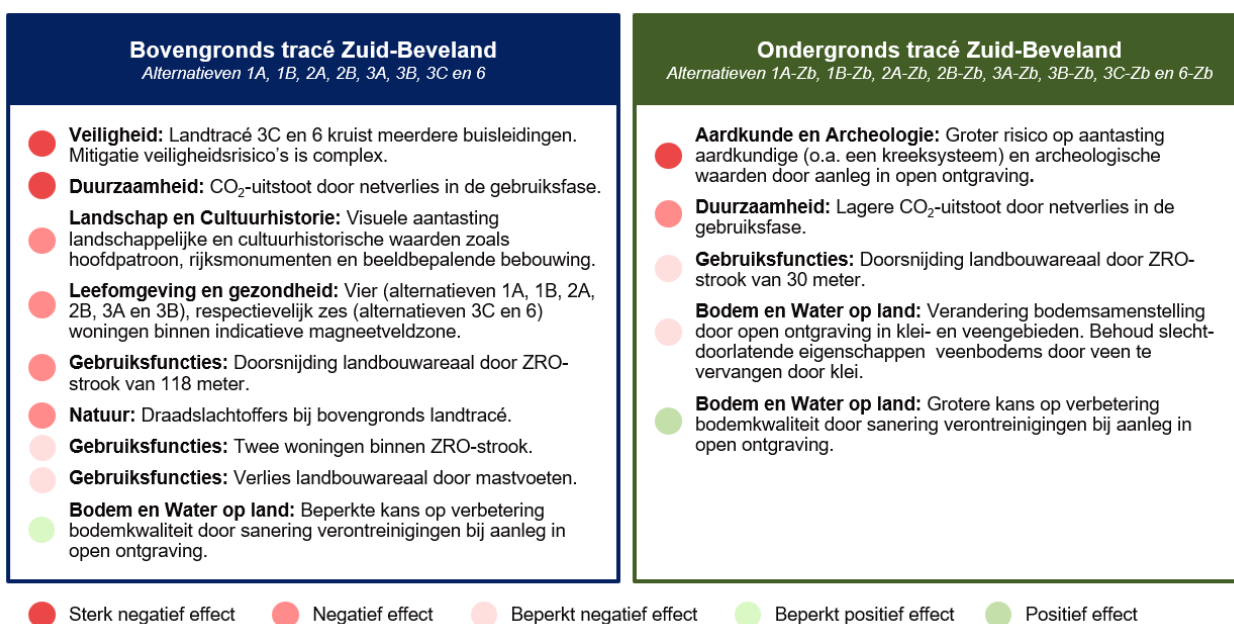 Bovengronds tracé Zuid-Beveland
Alternatieven 1A, 1B, 2A, 2B, 3A, 3B, 3C en 6
Veiligheid: Landtracé 3C en 6 kruist meerdere buisleidingen.
Mitigatie veiligheidsrisico's is complex.
Duurzaamheid: CO2-uitstoot door netverlies in de gebruiksfase.
Landschap en Cultuurhistorie: Visuele aantasting
landschappelijke en cultuurhistorische waarden zoals
hoofdpatroon, rijksmonumenten en beeldbepalende bebouwing.
Leefomgeving en gezondheid: Vier (alternatieven 1A, 1B, 2A,
2B, 3A en 3B), respectievelijk zes (alternatieven 3C en 6)
woningen binnen indicatieve magneetveldzone.
Gebruiksfuncties: Doorsnijding landbouwareaal door ZRO-
strook van 118 meter.
Natuur: Draadslachtoffers bij bovengronds landtracé.
Gebruiksfuncties: Twee woningen binnen ZRO-strook.
Gebruiksfuncties: Verlies landbouwareaal door mastvoeten.
Bodem en Water op land: Beperkte kans op verbetering
bodemkwaliteit door sanering verontreinigingen bij aanleg in
open ontgraving.
Ondergronds tracé Zuid-Beveland
Alternatieven 1A-Zb, 1B-Zb, 2A-Zb, 2B-Zb, 3A-Zb, 3B-Zb, 3C-Zb en 6-Zb
Aardkunde en Archeologie: Groter risico op aantasting
aardkundige (o.a. een kreeksysteem) en archeologische
waarden door aanleg in open ontgraving.
Duurzaamheid: Lagere CO2-uitstoot door netverlies in de
gebruiksfase.
Gebruiksfuncties: Doorsnijding landbouwareaal door ZRO-
strook van 30 meter.
Bodem en Water op land: Verandering bodemsamenstelling
door open ontgraving in klei- en veengebieden. Behoud slecht-
doorlatende eigenschappen veenbodems door veen te
vervangen door klei.
Bodem en Water op land: Grotere kans op verbetering
bodemkwaliteit door sanering verontreinigingen bij aanleg in
open ontgraving.
Sterk negatief effect Negatief effect Beperkt negatief effect Beperkt positief effect Positief effect